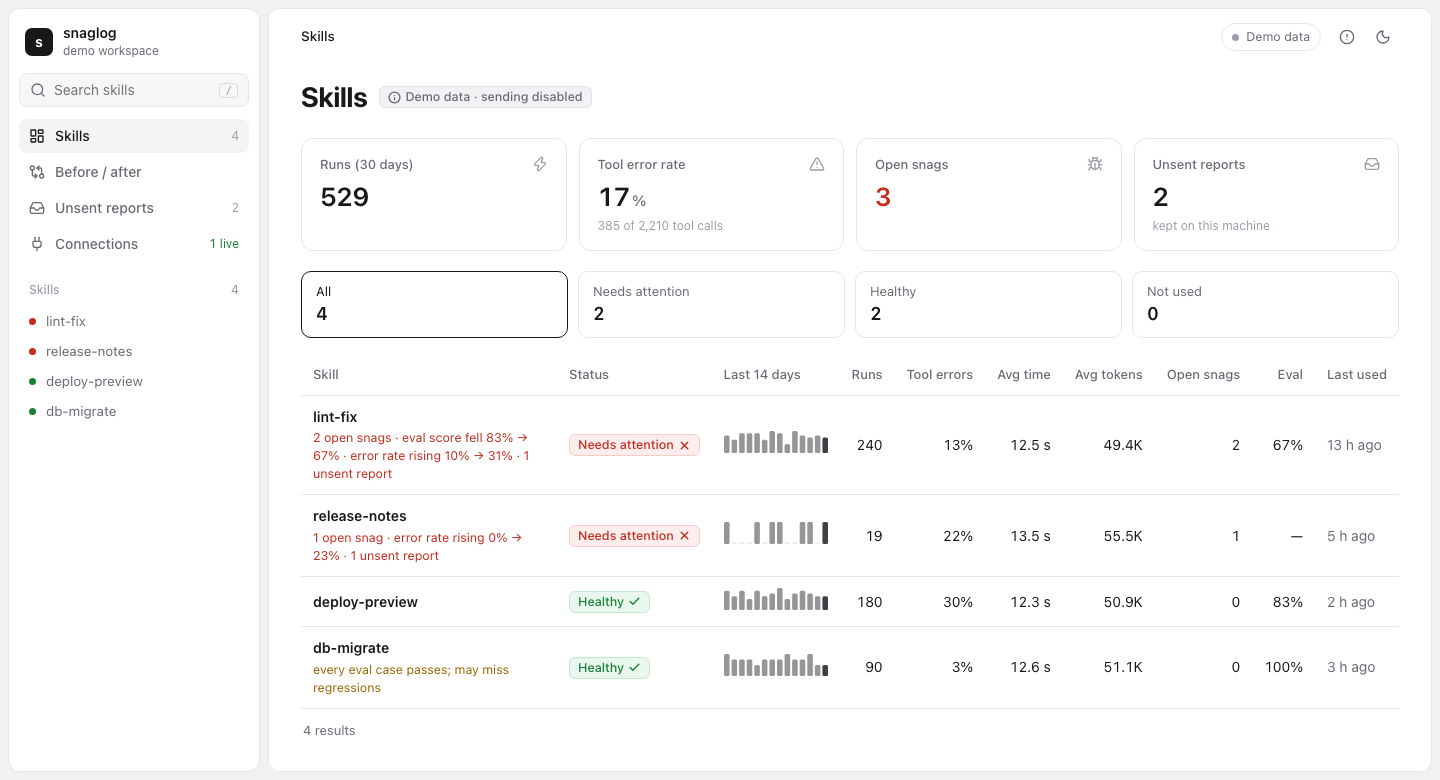 s
snaglog
demo workspace
Search skills
/
Skills 4
Before / after
Unsent reports 2
Connections 1 live
Skills 4
lint-fix
release-notes
deploy-preview
db-migrate
Skills
Demo data
Skills
Demo data · sending disabled
Runs (30 days)
529
Tool error rate
17%
385 of 2,210 tool calls
Open snags
3
Unsent reports
2
kept on this machine
All
4
Needs attention
2
Healthy
2
Not used
0
Skill Status Last 14 days Runs Tool errors Avg time Avg tokens Open snags Eval Last used
lint-fix
2 open snags · eval score fell 83% →
67% · error rate rising 10% → 31% · 1
unsent report
Needs attention 240 13% 12.5 s 49.4K 2 67% 13 h ago
release-notes
1 open snag · error rate rising 0% →
23% · 1 unsent report
Needs attention 19 22% 13.5 s 55.5K 1 — 5 h ago
deploy-preview Healthy 180 30% 12.3 s 50.9K 0 83% 2 h ago
db-migrate
every eval case passes; may miss
regressions
Healthy 90 3% 12.6 s 51.1K 0 100% 3 h ago
4 results